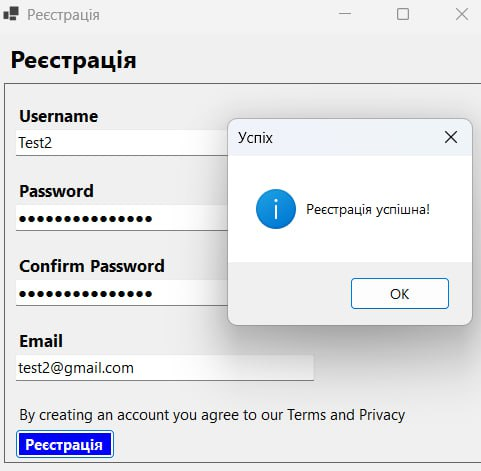 Реєстрація
Реєстрація
Username
Test2
Password
●●●●●●●●●●●●●●●
Confirm Password
●●●●●●●●●●●●●●●
Email
test2@gmail.com
By creating an account you agree to our Terms and Privacy
Реєстрація
Успіх
Реєстрація успішна!
OK